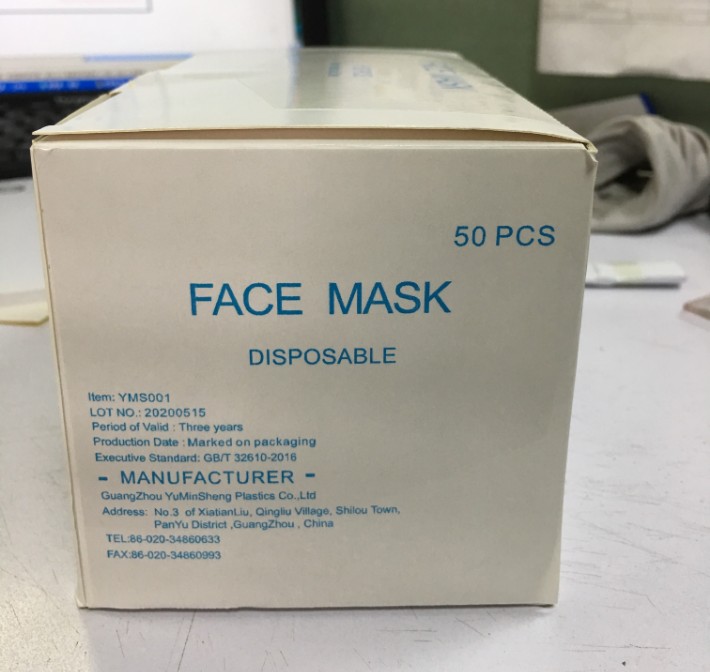 50 PCS
FACE MASK
DISPOSABLE
Item: YMS001
LOT NO.: 20200515
Period of Valid : Three years
Production Date : Marked on packaging
Executive Standard: GB/T 32610-2016
- MANUFACTURER -
GuangZhou YuMinSheng Plastics Co.,Ltd
Address: No.3 of XiatianLiu, Qingliu Village, Shilou Town,
PanYu District ,GuangZhou , China
TEL:86-020-34860633
FAX:86-020-34860993